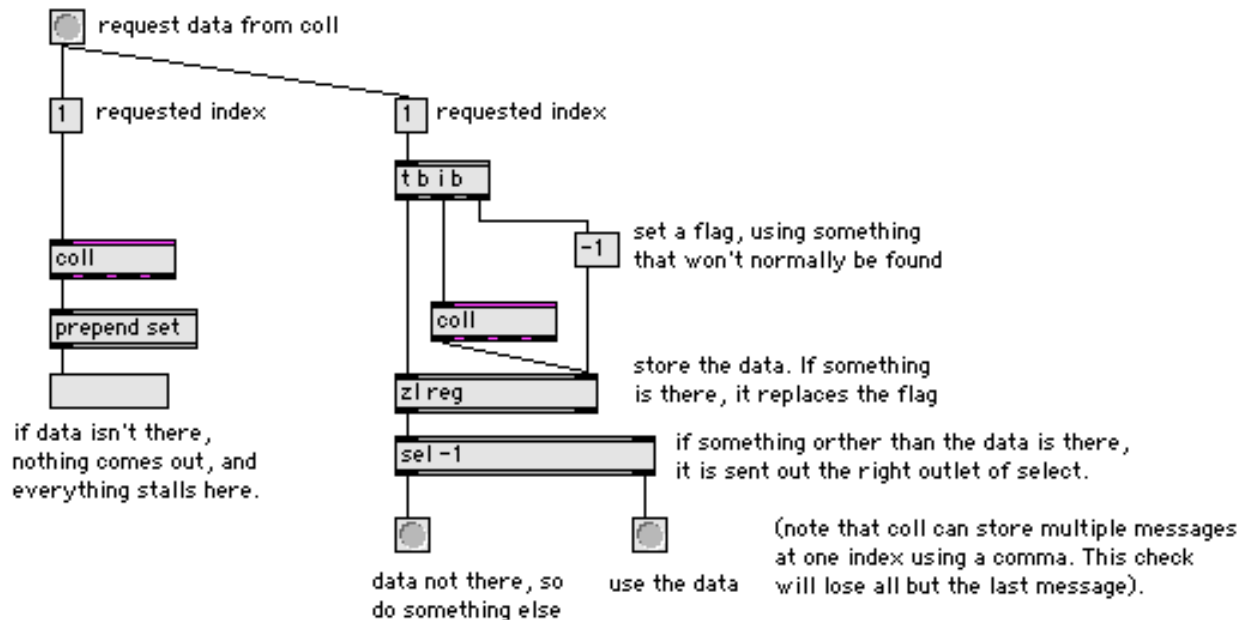 request data from coll
1 requested index
1 requested index
t b i b
-1
set a flag, using something
that won't normally be found
coll
coll
prepend set
store the data. If something
is there, it replaces the flag
zl reg
if data isn't there,
nothing comes out, and
everything stalls here.
sel -1
if something orther than the data is there,
it is sent out the right outlet of select.
data not there, so
do something else
use the data
(note that coll can store multiple messages
at one index using a comma. This check
will lose all but the last message).